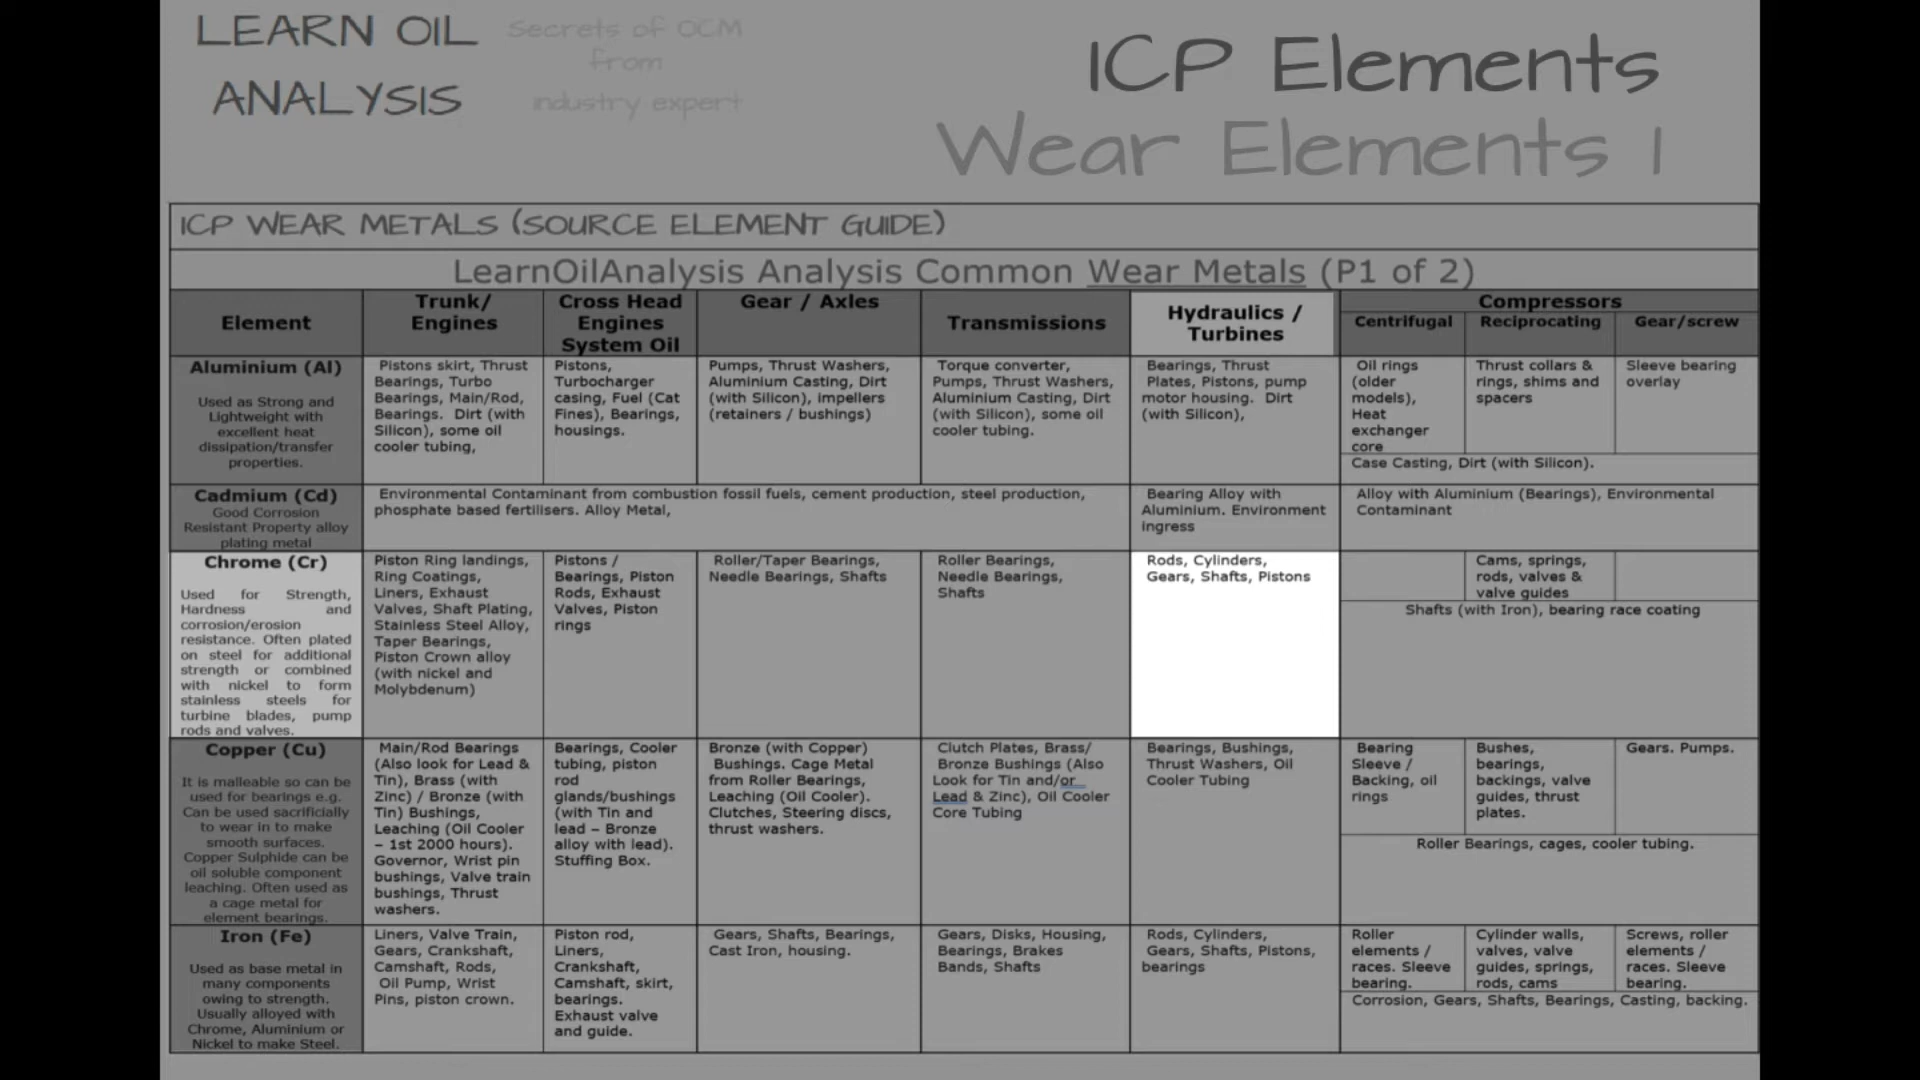 LEARN OIL
ANALYSIS
Secrets of OCM
from
industry expert
ICP Elements
Wear Elements 1
ICP WEAR METALS (SOURCE ELEMENT GUIDE)
LearnOilAnalysis Analysis Common Wear Metals (P1 of 2)
Element
Trunk/
Engines
Cross Head
Engines
System Oil
Gear / Axles
Transmissions
Hydraulics /
Turbines
Compressors
Centrifugal
Reciprocating
Gear/screw
Aluminium (Al)
Used as Strong and
Lightweight with
excellent heat
dissipation/transfer
properties.
Pistons skirt, Thrust
Bearings, Turbo
Bearings, Main/Rod,
Bearings. Dirt (with
Silicon), some oil
cooler tubing,
Pistons,
Turbocharger
casing, Fuel (Cat
Fines), Bearings,
housings.
Pumps, Thrust Washers,
Aluminium Casting, Dirt
(with Silicon), impellers
(retainers / bushings)
Torque converter,
Pumps, Thrust Washers,
Aluminium Casting, Dirt
(with Silicon), some oil
cooler tubing.
Bearings, Thrust
Plates, Pistons, pump
motor housing. Dirt
(with Silicon),
Oil rings
(older
models),
Heat
exchanger
core
Thrust collars &
rings, shims and
spacers
Sleeve bearing
overlay
Case Casting, Dirt (with Silicon).
Cadmium (Cd)
Good Corrosion
Resistant Property alloy
plating metal
Environmental Contaminant from combustion fossil fuels, cement production, steel production,
phosphate based fertilisers. Alloy Metal,
Bearing Alloy with
Aluminium. Environment
ingress
Alloy with Aluminium (Bearings), Environmental
Contaminant
Chrome (Cr)
Used for Strength,
Hardness and
corrosion/erosion
resistance. Often plated
on steel for additional
strength or combined
with nickel to form
stainless steels for
turbine blades, pump
rods and valves.
Piston Ring landings,
Ring Coatings,
Liners, Exhaust
Valves, Shaft Plating,
Stainless Steel Alloy,
Taper Bearings,
Piston Crown alloy
(with nickel and
Molybdenum)
Pistons /
Bearings, Piston
Rods, Exhaust
Valves, Piston
rings
Roller/Taper Bearings,
Needle Bearings, Shafts
Roller Bearings,
Needle Bearings,
Shafts
Rods, Cylinders,
Gears, Shafts, Pistons
Cams, springs,
rods, valves &
valve guides
Shafts (with Iron), bearing race coating
Copper (Cu)
It is malleable so can be
used for bearings e.g.
Can be used sacrificially
to wear in to make
smooth surfaces.
Copper Sulphide can be
oil soluble component
leaching. Often used as
a cage metal for
element bearings.
Main/Rod Bearings
(Also look for Lead &
Tin), Brass (with
Zinc) / Bronze (with
Tin) Bushings,
Leaching (Oil Cooler
– 1st 2000 hours).
Governor, Wrist pin
bushings, Valve train
bushings, Thrust
washers.
Bearings, Cooler
tubing, piston
rod
glands/bushings
(with Tin and
lead – Bronze
alloy with lead).
Stuffing Box.
Bronze (with Copper)
Bushings. Cage Metal
from Roller Bearings,
Leaching (Oil Cooler).
Clutches, Steering discs,
thrust washers.
Clutch Plates, Brass/
Bronze Bushings (Also
Look for Tin and/or
Lead & Zinc), Oil Cooler
Core Tubing
Bearings, Bushings,
Thrust Washers, Oil
Cooler Tubing
Bearing
Sleeve /
Backing, oil
rings
Bushes,
bearings,
backings, valve
guides, thrust
plates.
Gears. Pumps.
Roller Bearings, cages, cooler tubing.
Iron (Fe)
Used as base metal in
many components
owing to strength.
Usually alloyed with
Chrome, Aluminium or
Nickel to make Steel.
Liners, Valve Train,
Gears, Crankshaft,
Camshaft, Rods,
Oil Pump, Wrist
Pins, piston crown.
Piston rod,
Liners,
Crankshaft,
Camshaft, skirt,
bearings.
Exhaust valve
and guide.
Gears, Shafts, Bearings,
Cast Iron, housing.
Gears, Disks, Housing,
Bearings, Brakes
Bands, Shafts
Rods, Cylinders,
Gears, Shafts, Pistons,
bearings
Roller
elements /
races. Sleeve
bearing.
Cylinder walls,
valves, valve
guides, springs,
rods, cams
Screws, roller
elements /
races. Sleeve
bearing.
Corrosion, Gears, Shafts, Bearings, Casting, backing.